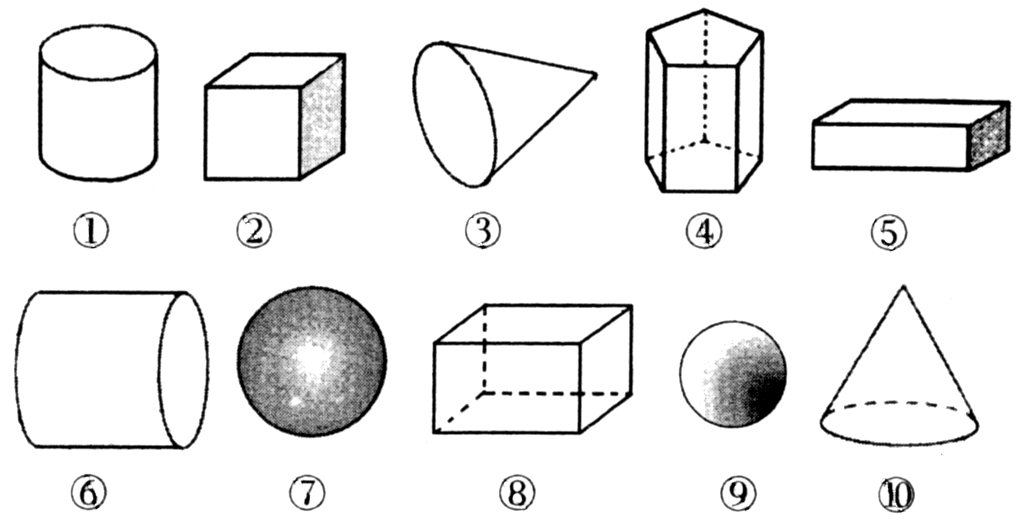 ① ② ③ ④ ⑤
⑥ ⑦ ⑧ ⑨ ⑩